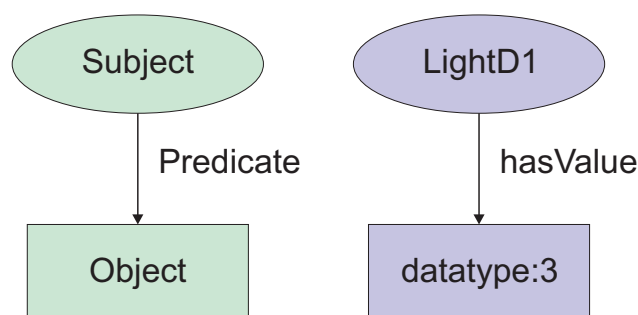 Subject
LightD1
Predicate
hasValue
Object
datatype:3